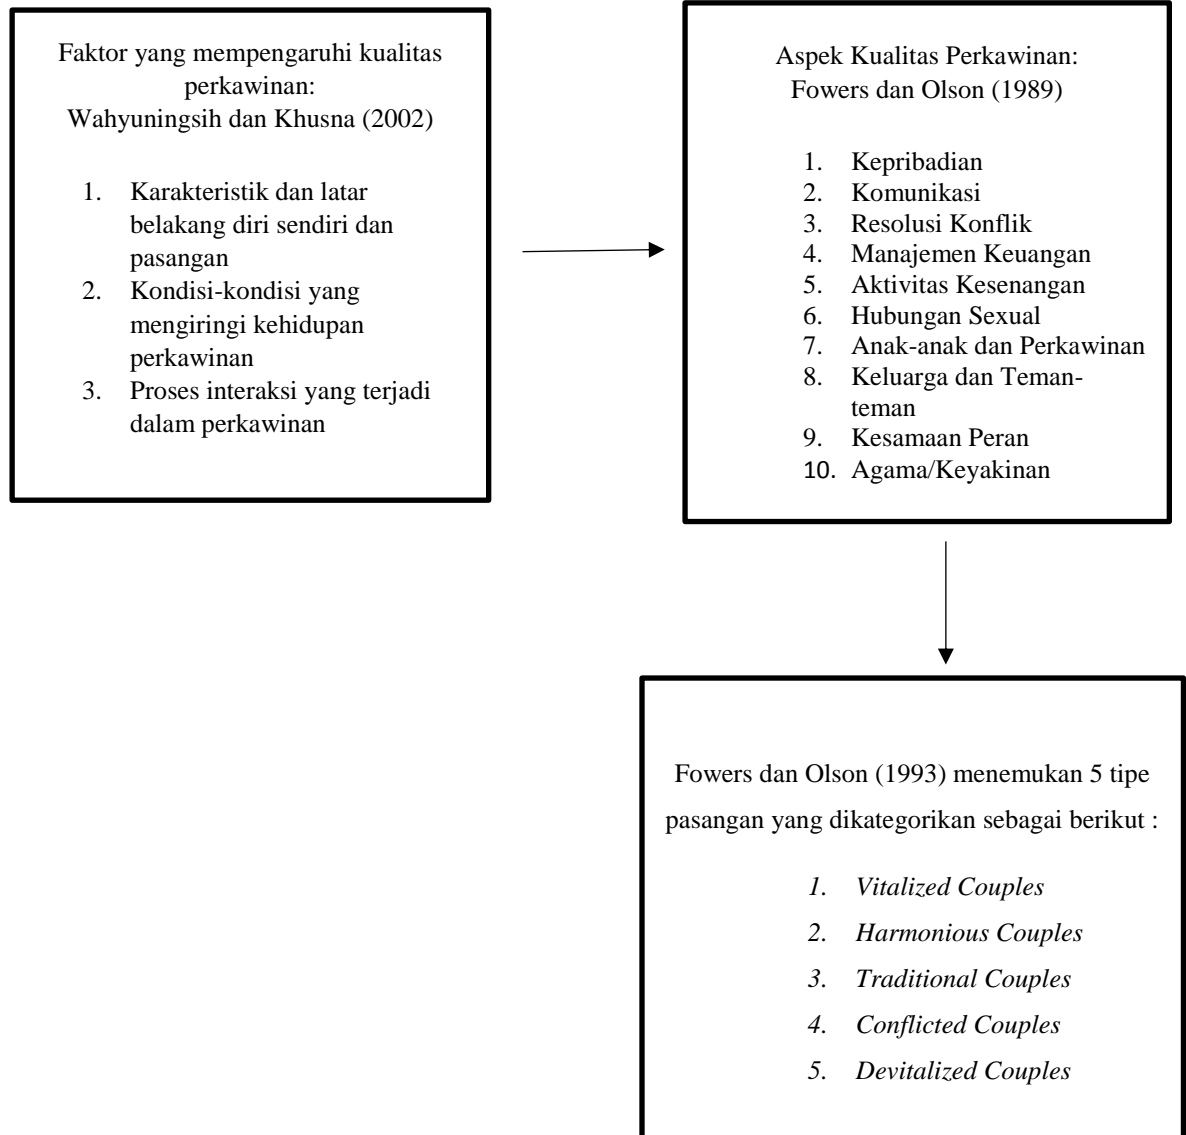 Faktor yang mempengaruhi kualitas
perkawinan:
Wahyuningsih dan Khusna (2002)
1. Karakteristik dan latar
belakang diri sendiri dan
pasangan
2. Kondisi-kondisi yang
mengiringi kehidupan
perkawinan
3. Proses interaksi yang terjadi
dalam perkawinan
Aspek Kualitas Perkawinan:
Fowers dan Olson (1989)
1. Kepribadian
2. Komunikasi
3. Resolusi Konflik
4. Manajemen Keuangan
5. Aktivitas Kesenangan
6. Hubungan Sexual
7. Anak-anak dan Perkawinan
8. Keluarga dan Teman-
teman
9. Kesamaan Peran
10. Agama/Keyakinan
Fowers dan Olson (1993) menemukan 5 tipe
pasangan yang dikategorikan sebagai berikut :
1. Vitalized Couples
2. Harmonious Couples
3. Traditional Couples
4. Conflicted Couples
5. Devitalized Couples